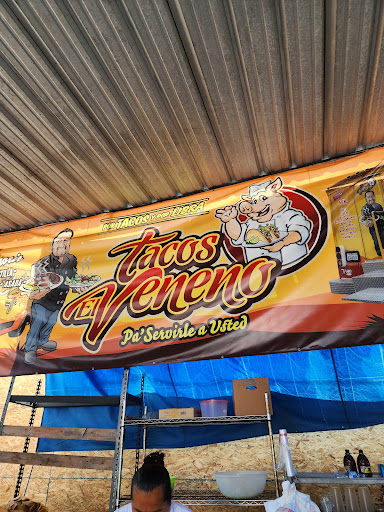 tacos
"El
Veneno
Pa' Servirle a Usted